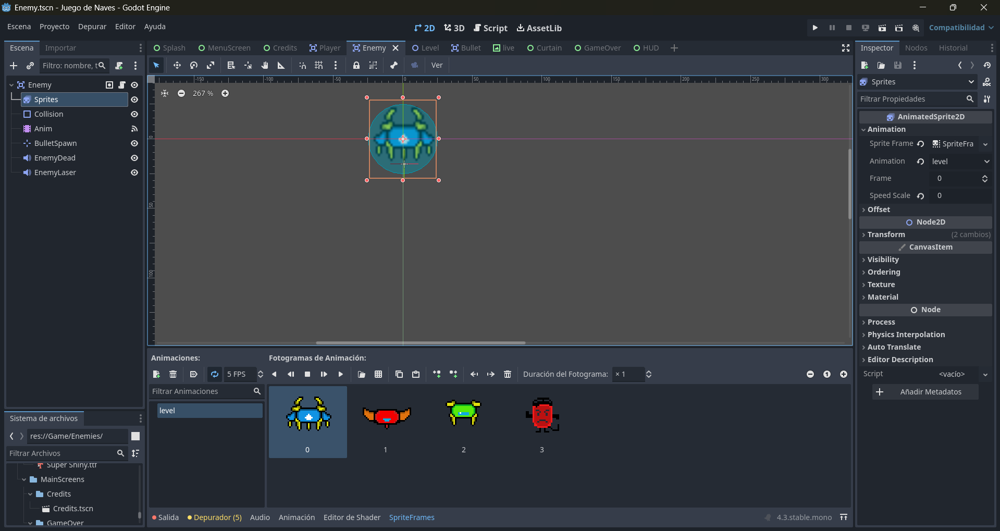 Enemy.tscn - Juego de Naves - Godot Engine
Escena Proyecto Depurar Editor Ayuda
2D 3D Script AssetLib
Compatibilidad
Escena Importar
Splash MenuScreen Credits Player Enemy Level Bullet live Curtain GameOver HUD
Inspector Nodos Historial
Filtro: nombre, t
Ver
Enemy
Sprites
Collision
Anim
BulletSpawn
EnemyDead
EnemyLaser
-150 -100 -50 0 50 100 150 200 250 300
267 %
0
50
100
Sprites
Filtrar Propiedades
AnimatedSprite2D
Animation
Sprite Frame SpriteFra
Animation level
Frame 0
Speed Scale 0
Offset
Node2D
Transform (2 cambios)
CanvasItem
Visibility
Ordering
Texture
Material
Node
Process
Physics Interpolation
Auto Translate
Editor Description
Script <vacío>
Añadir Metadatos
Animaciones: Fotogramas de Animación:
5 FPS Duración del Fotograma: × 1
1
Filtrar Animaciones
level
0 1 2 3
Sistema de archivos
res://Game/Enemies/
Filtrar Archivos
Super Shiny.ttf
MainScreens
Credits
Credits.tscn
GameOver
Salida Depurador (5) Audio Animación Editor de Shader SpriteFrames
4.3.stable.mono